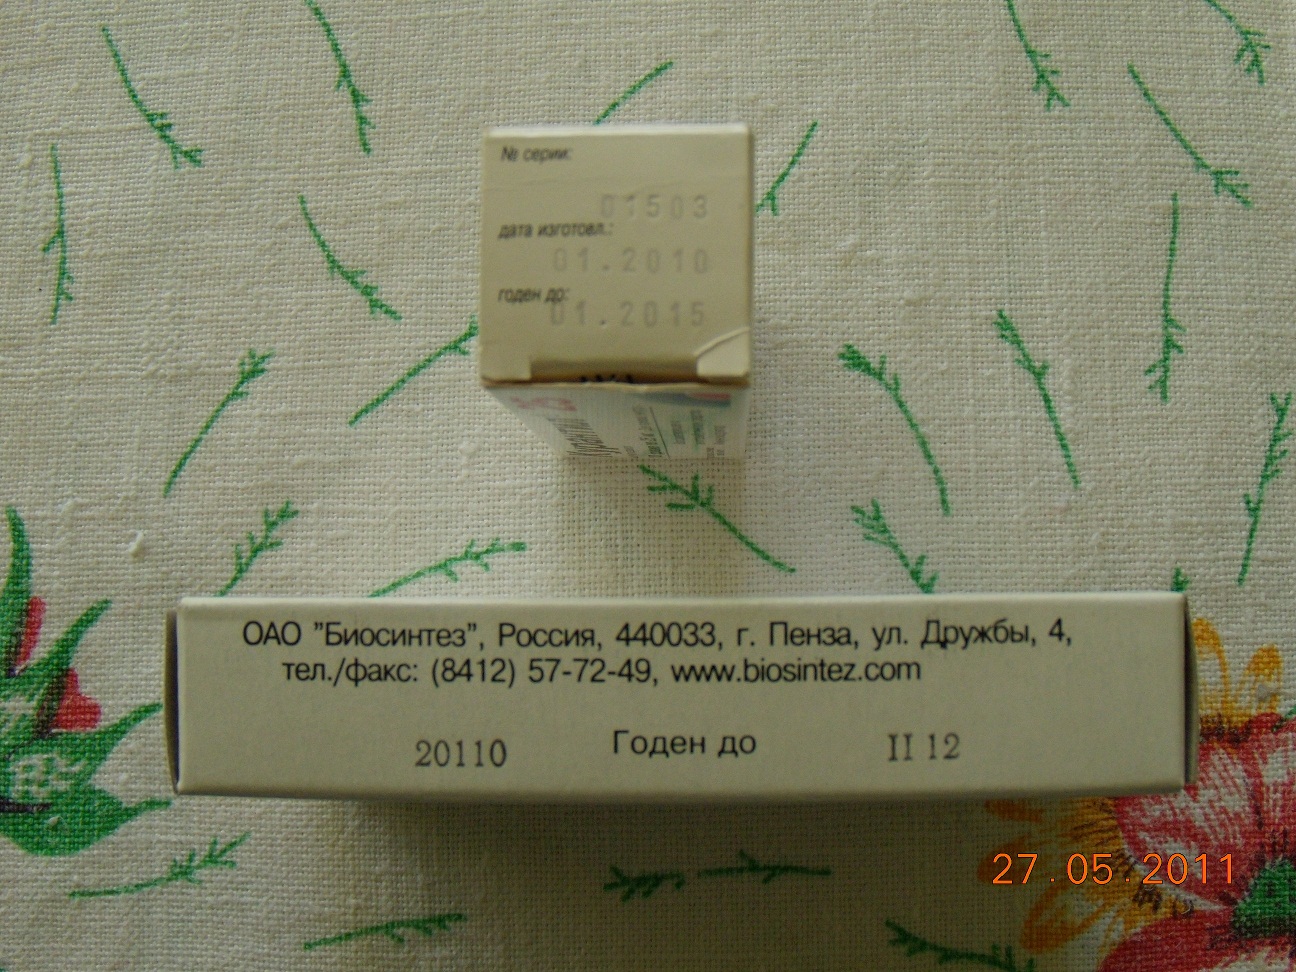 № серии:
01503
дата изготовл.:
01.2010
годен до:
01.2015
ОАО "Биосинтез", Россия, 440033, г. Пенза, ул. Дружбы, 4,
тел./факс: (8412) 57-72-49, www.biosintez.com
20110 Годен до II 12
27.05.2011